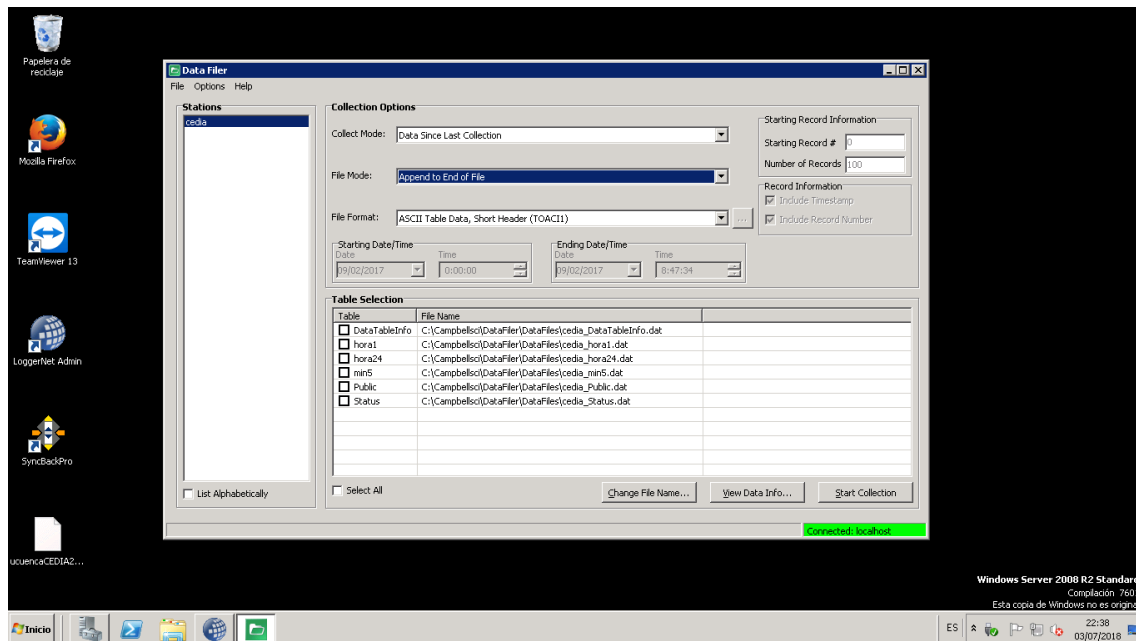 Papelera de
reciclaje
Mozilla Firefox
TeamViewer 13
LoggerNet Admin
SyncBackPro
ucuencaCEDIA2...
Data Filer
File Options Help
Stations
cedia
List Alphabetically
Collection Options
Collect Mode: Data Since Last Collection
File Mode: Append to End of File
File Format: ASCII Table Data, Short Header (TOACI1) ...
Starting Record Information
Starting Record # 0
Number of Records 100
Record Information
Include Timestamp
Include Record Number
Starting Date/Time
Date Time
09/02/2017 0:00:00
Ending Date/Time
Date Time
09/02/2017 8:47:34
Table Selection
Table File Name
DataTableInfo C:\Campbellsci\DataFiler\DataFiles\cedia_DataTableInfo.dat
hora1 C:\Campbellsci\DataFiler\DataFiles\cedia_hora1.dat
hora24 C:\Campbellsci\DataFiler\DataFiles\cedia_hora24.dat
min5 C:\Campbellsci\DataFiler\DataFiles\cedia_min5.dat
Public C:\Campbellsci\DataFiler\DataFiles\cedia_Public.dat
Status C:\Campbellsci\DataFiler\DataFiles\cedia_Status.dat
Select All
Change File Name... View Data Info... Start Collection
Connected: localhost
Windows Server 2008 R2 Standard
Compilación 760
Esta copia de Windows no es origina
Inicio
ES
22:38
03/07/2018